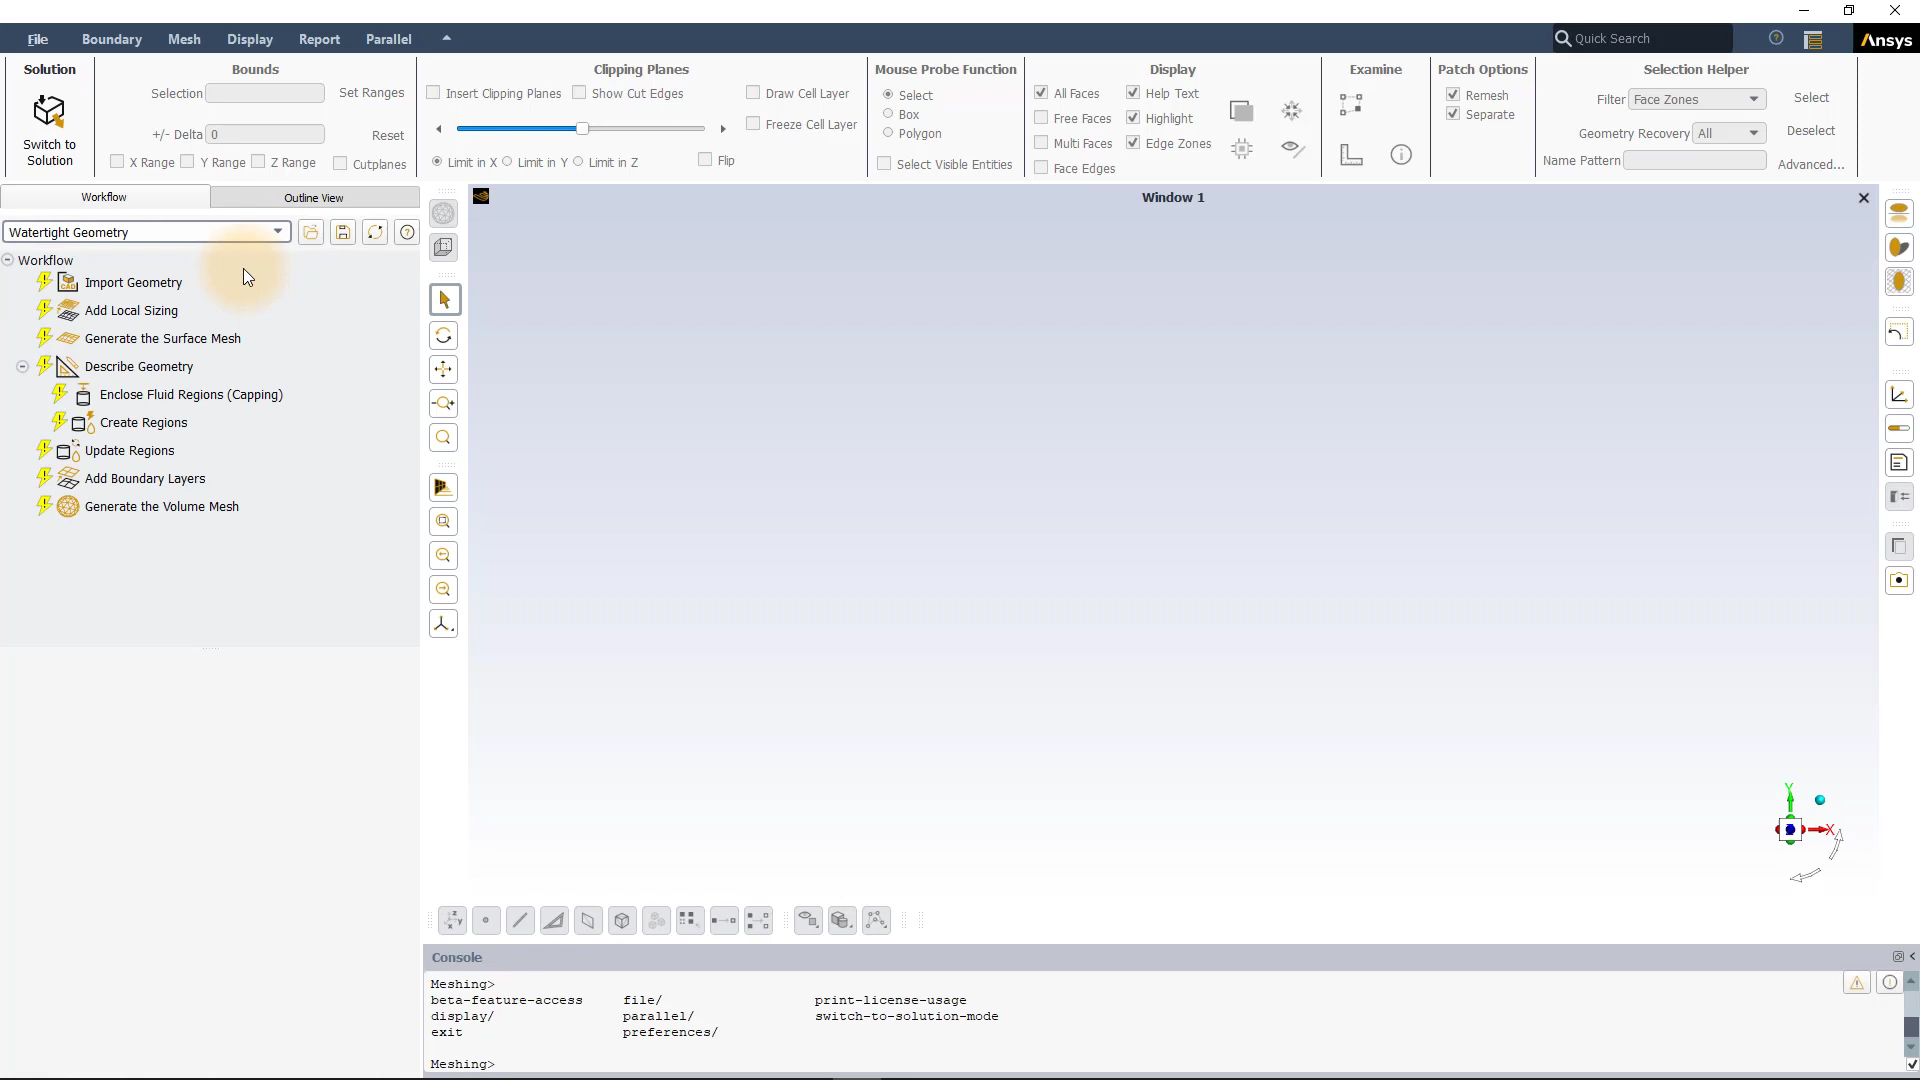 File Boundary Mesh Display Report Parallel Quick Search Ansys
Solution Bounds Clipping Planes Mouse Probe Function Display Examine Patch Options Selection Helper
Selection Set Ranges Insert Clipping Planes Show Cut Edges Draw Cell Layer Select All Faces Help Text Remesh Filter Face Zones Select
Box Free Faces Highlight Separate
+/- Delta 0 Reset Freeze Cell Layer Polygon Geometry Recovery All Deselect
Switch to
Solution
Multi Faces Edge Zones
X Range Y Range Z Range Cutplanes Limit in X Limit in Y Limit in Z Flip Select Visible Entities Face Edges Name Pattern Advanced...
Workflow Outline View Window 1
Watertight Geometry
Workflow
Import Geometry
Add Local Sizing
Generate the Surface Mesh
Describe Geometry
Enclose Fluid Regions (Capping)
Create Regions
Update Regions
Add Boundary Layers
Generate the Volume Mesh
Y
Z X
Console
Meshing>
beta-feature-access file/ print-license-usage
display/ parallel/ switch-to-solution-mode
exit preferences/
Meshing>